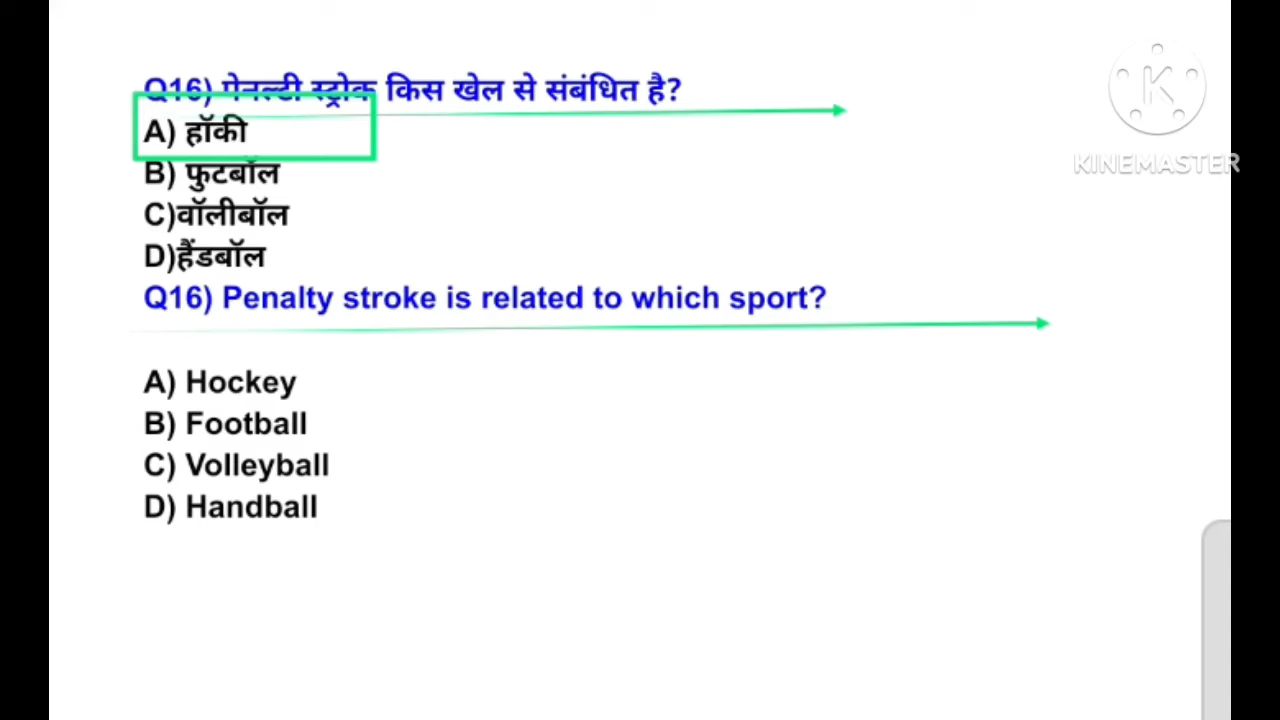 Q16) पेनल्टी स्ट्रोक किस खेल से संबंधित है?
A) हॉकी
B) फुटबॉल
C)वॉलीबॉल
D)हैंडबॉल
Q16) Penalty stroke is related to which sport?
A) Hockey
B) Football
C) Volleyball
D) Handball
K
KINEMASTER